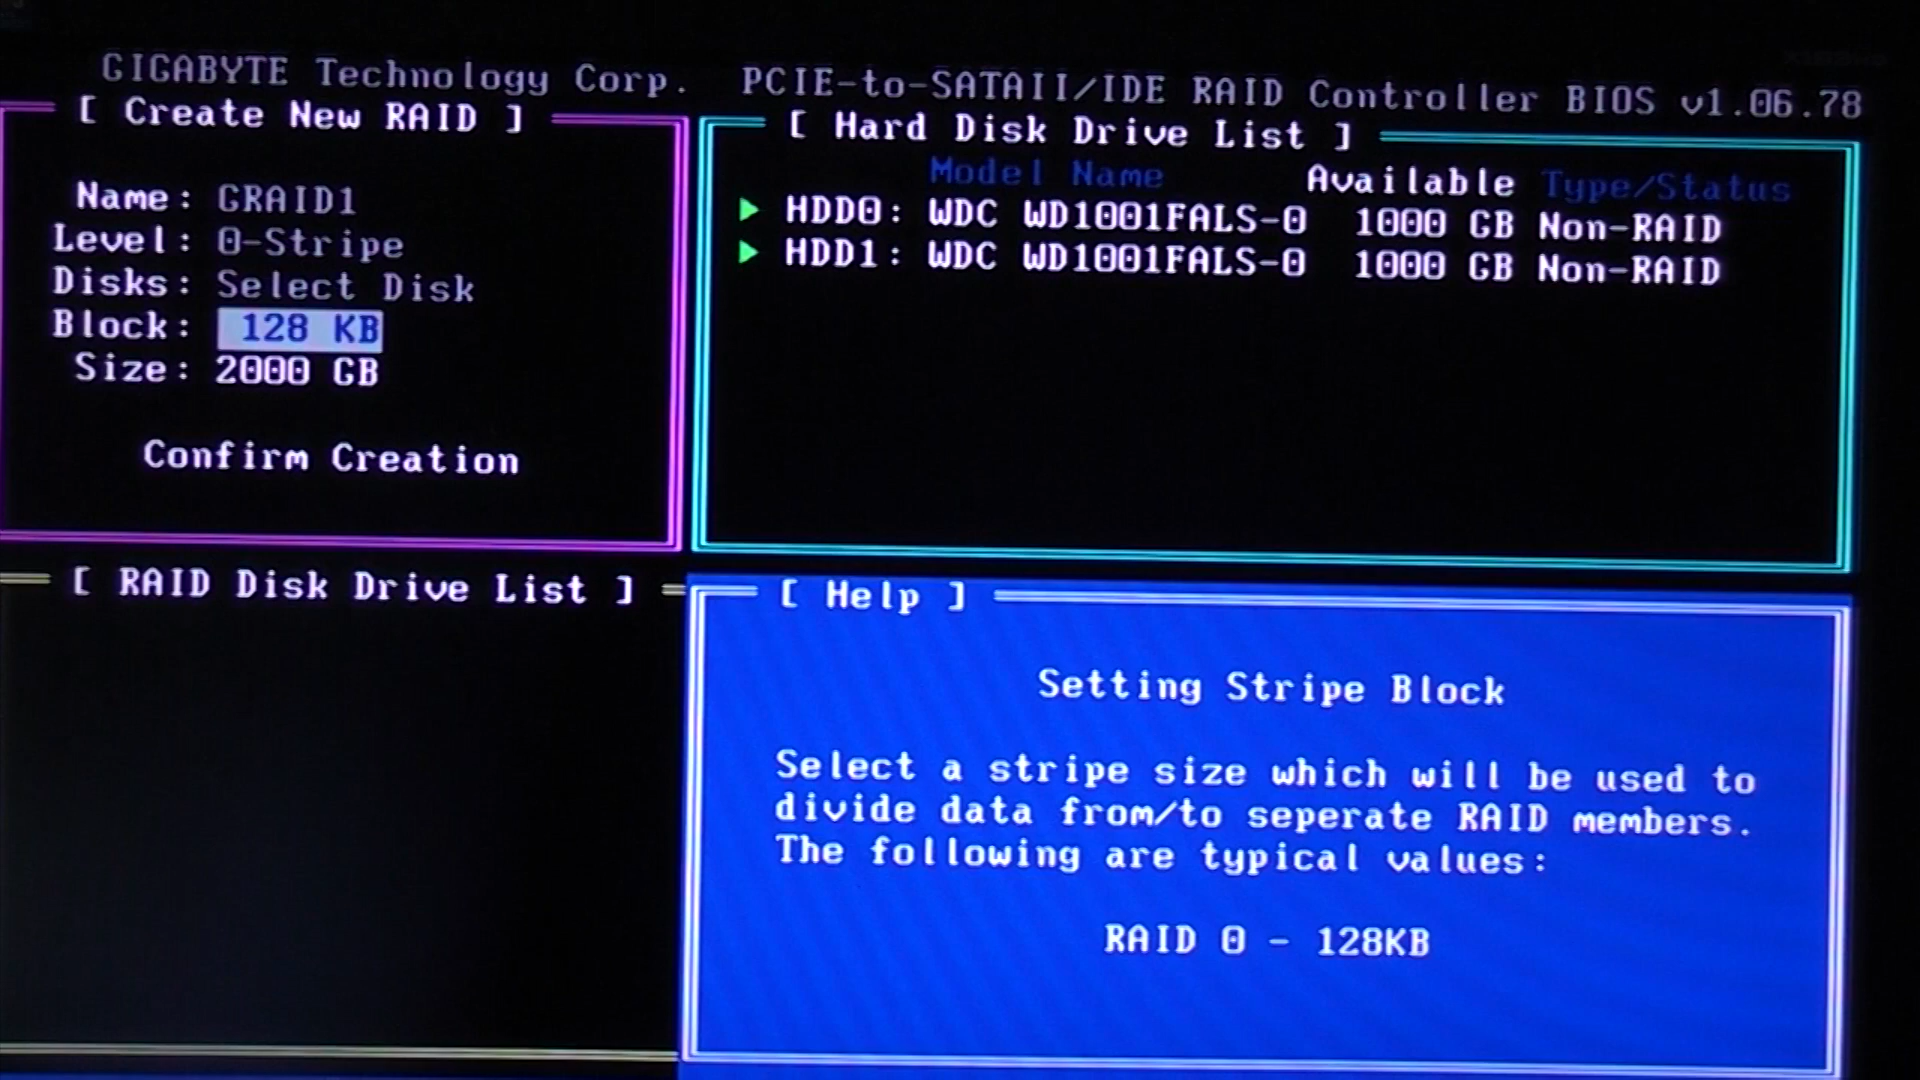 GIGABYTE Technology Corp. PCIE-to-SATAII/IDE RAID Controller BIOS v1.06.78
[ Create New RAID ]
Name: GRAID1
Level: 0-Stripe
Disks: Select Disk
Block: 128 KB
Size: 2000 GB
Confirm Creation
[ Hard Disk Drive List ]
Model Name Available Type/Status
HDD0: WDC WD1001FALS-0 1000 GB Non-RAID
HDD1: WDC WD1001FALS-0 1000 GB Non-RAID
[ RAID Disk Drive List ]
[ Help ]
Setting Stripe Block
Select a stripe size which will be used to
divide data from/to seperate RAID members.
The following are typical values:
RAID 0 - 128KB